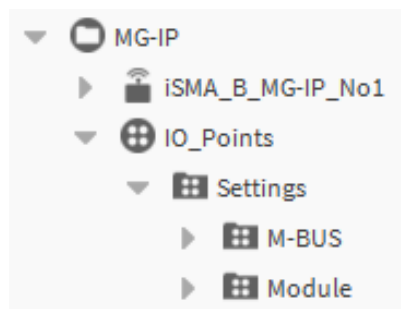 MG-IP
iSMA_B_MG-IP_No1
IO_Points
Settings
M-BUS
Module